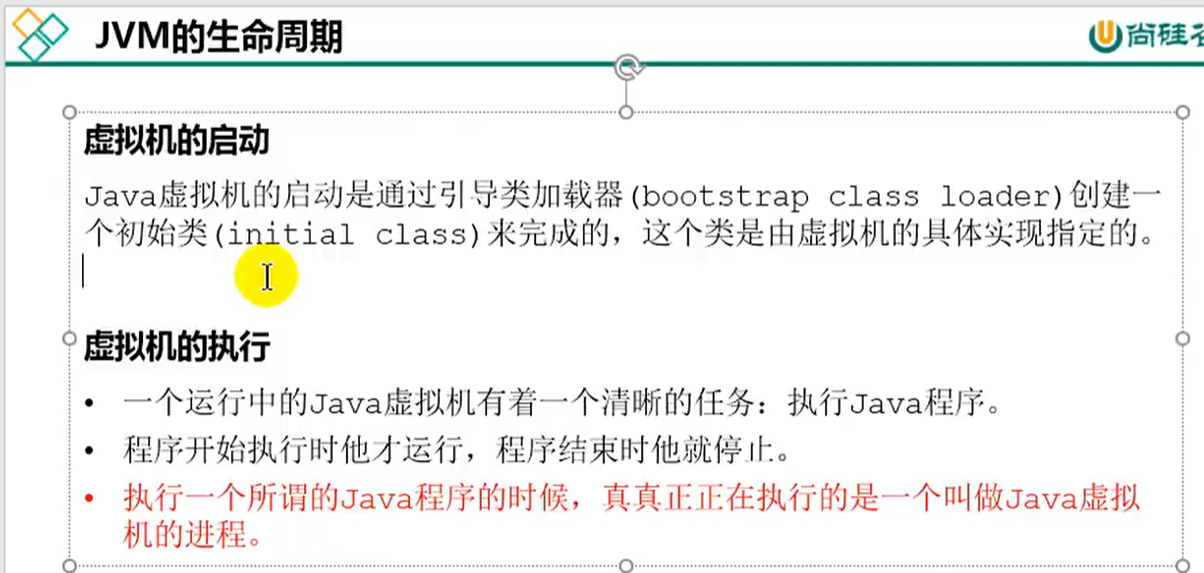 JVM的生命周期
尚硅
虚拟机的启动
Java虚拟机的启动是通过引导类加载器(bootstrap class loader)创建一
个初始类(initial class)来完成的，这个类是由虚拟机的具体实现指定的。
虚拟机的执行
• 一个运行中的Java虚拟机有着一个清晰的任务：执行Java程序。
• 程序开始执行时他才运行，程序结束时他就停止。
• 执行一个所谓的Java程序的时候，真真正正在执行的是一个叫做Java虚拟
机的进程。